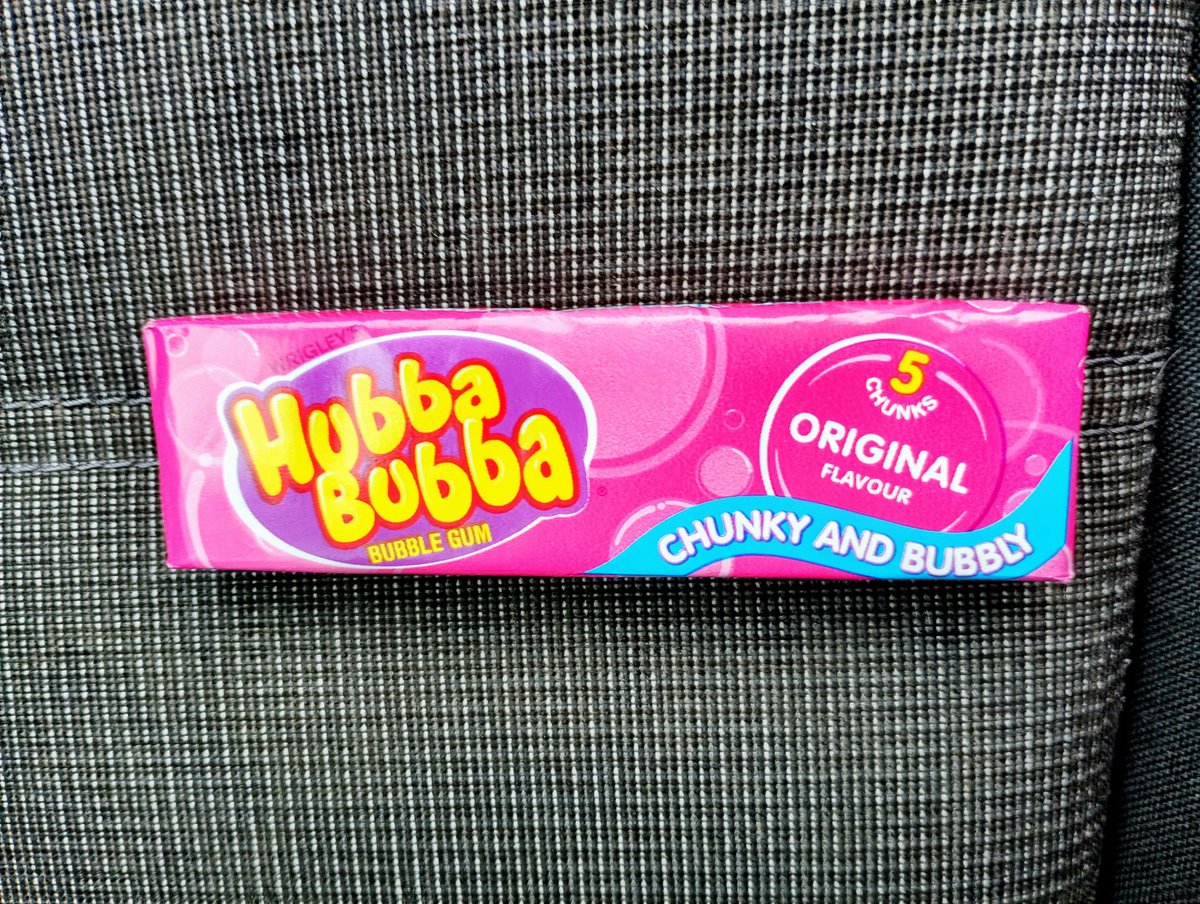 WRIGLEY'S
Hubba
Bubba
BUBBLE GUM
5
CHUNKS
ORIGINAL
FLAVOUR
CHUNKY AND BUBBLY